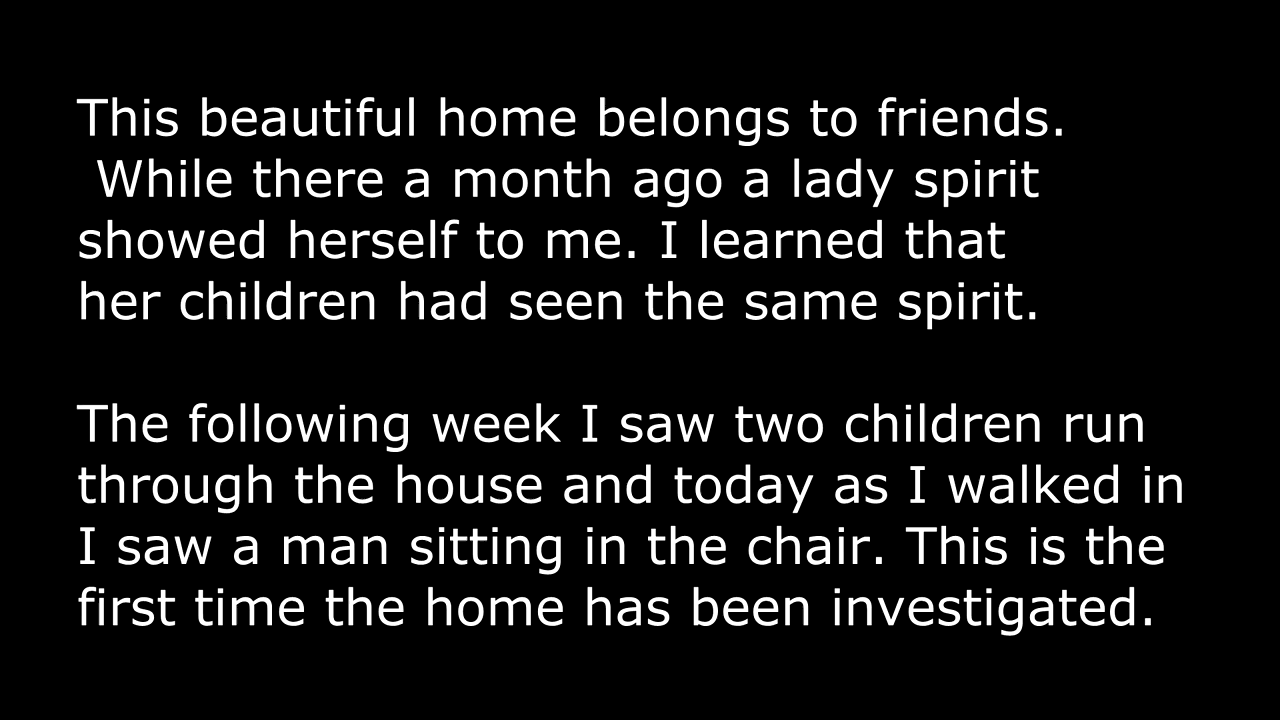 This beautiful home belongs to friends.
While there a month ago a lady spirit
showed herself to me. I learned that
her children had seen the same spirit.
The following week I saw two children run
through the house and today as I walked in
I saw a man sitting in the chair. This is the
first time the home has been investigated.